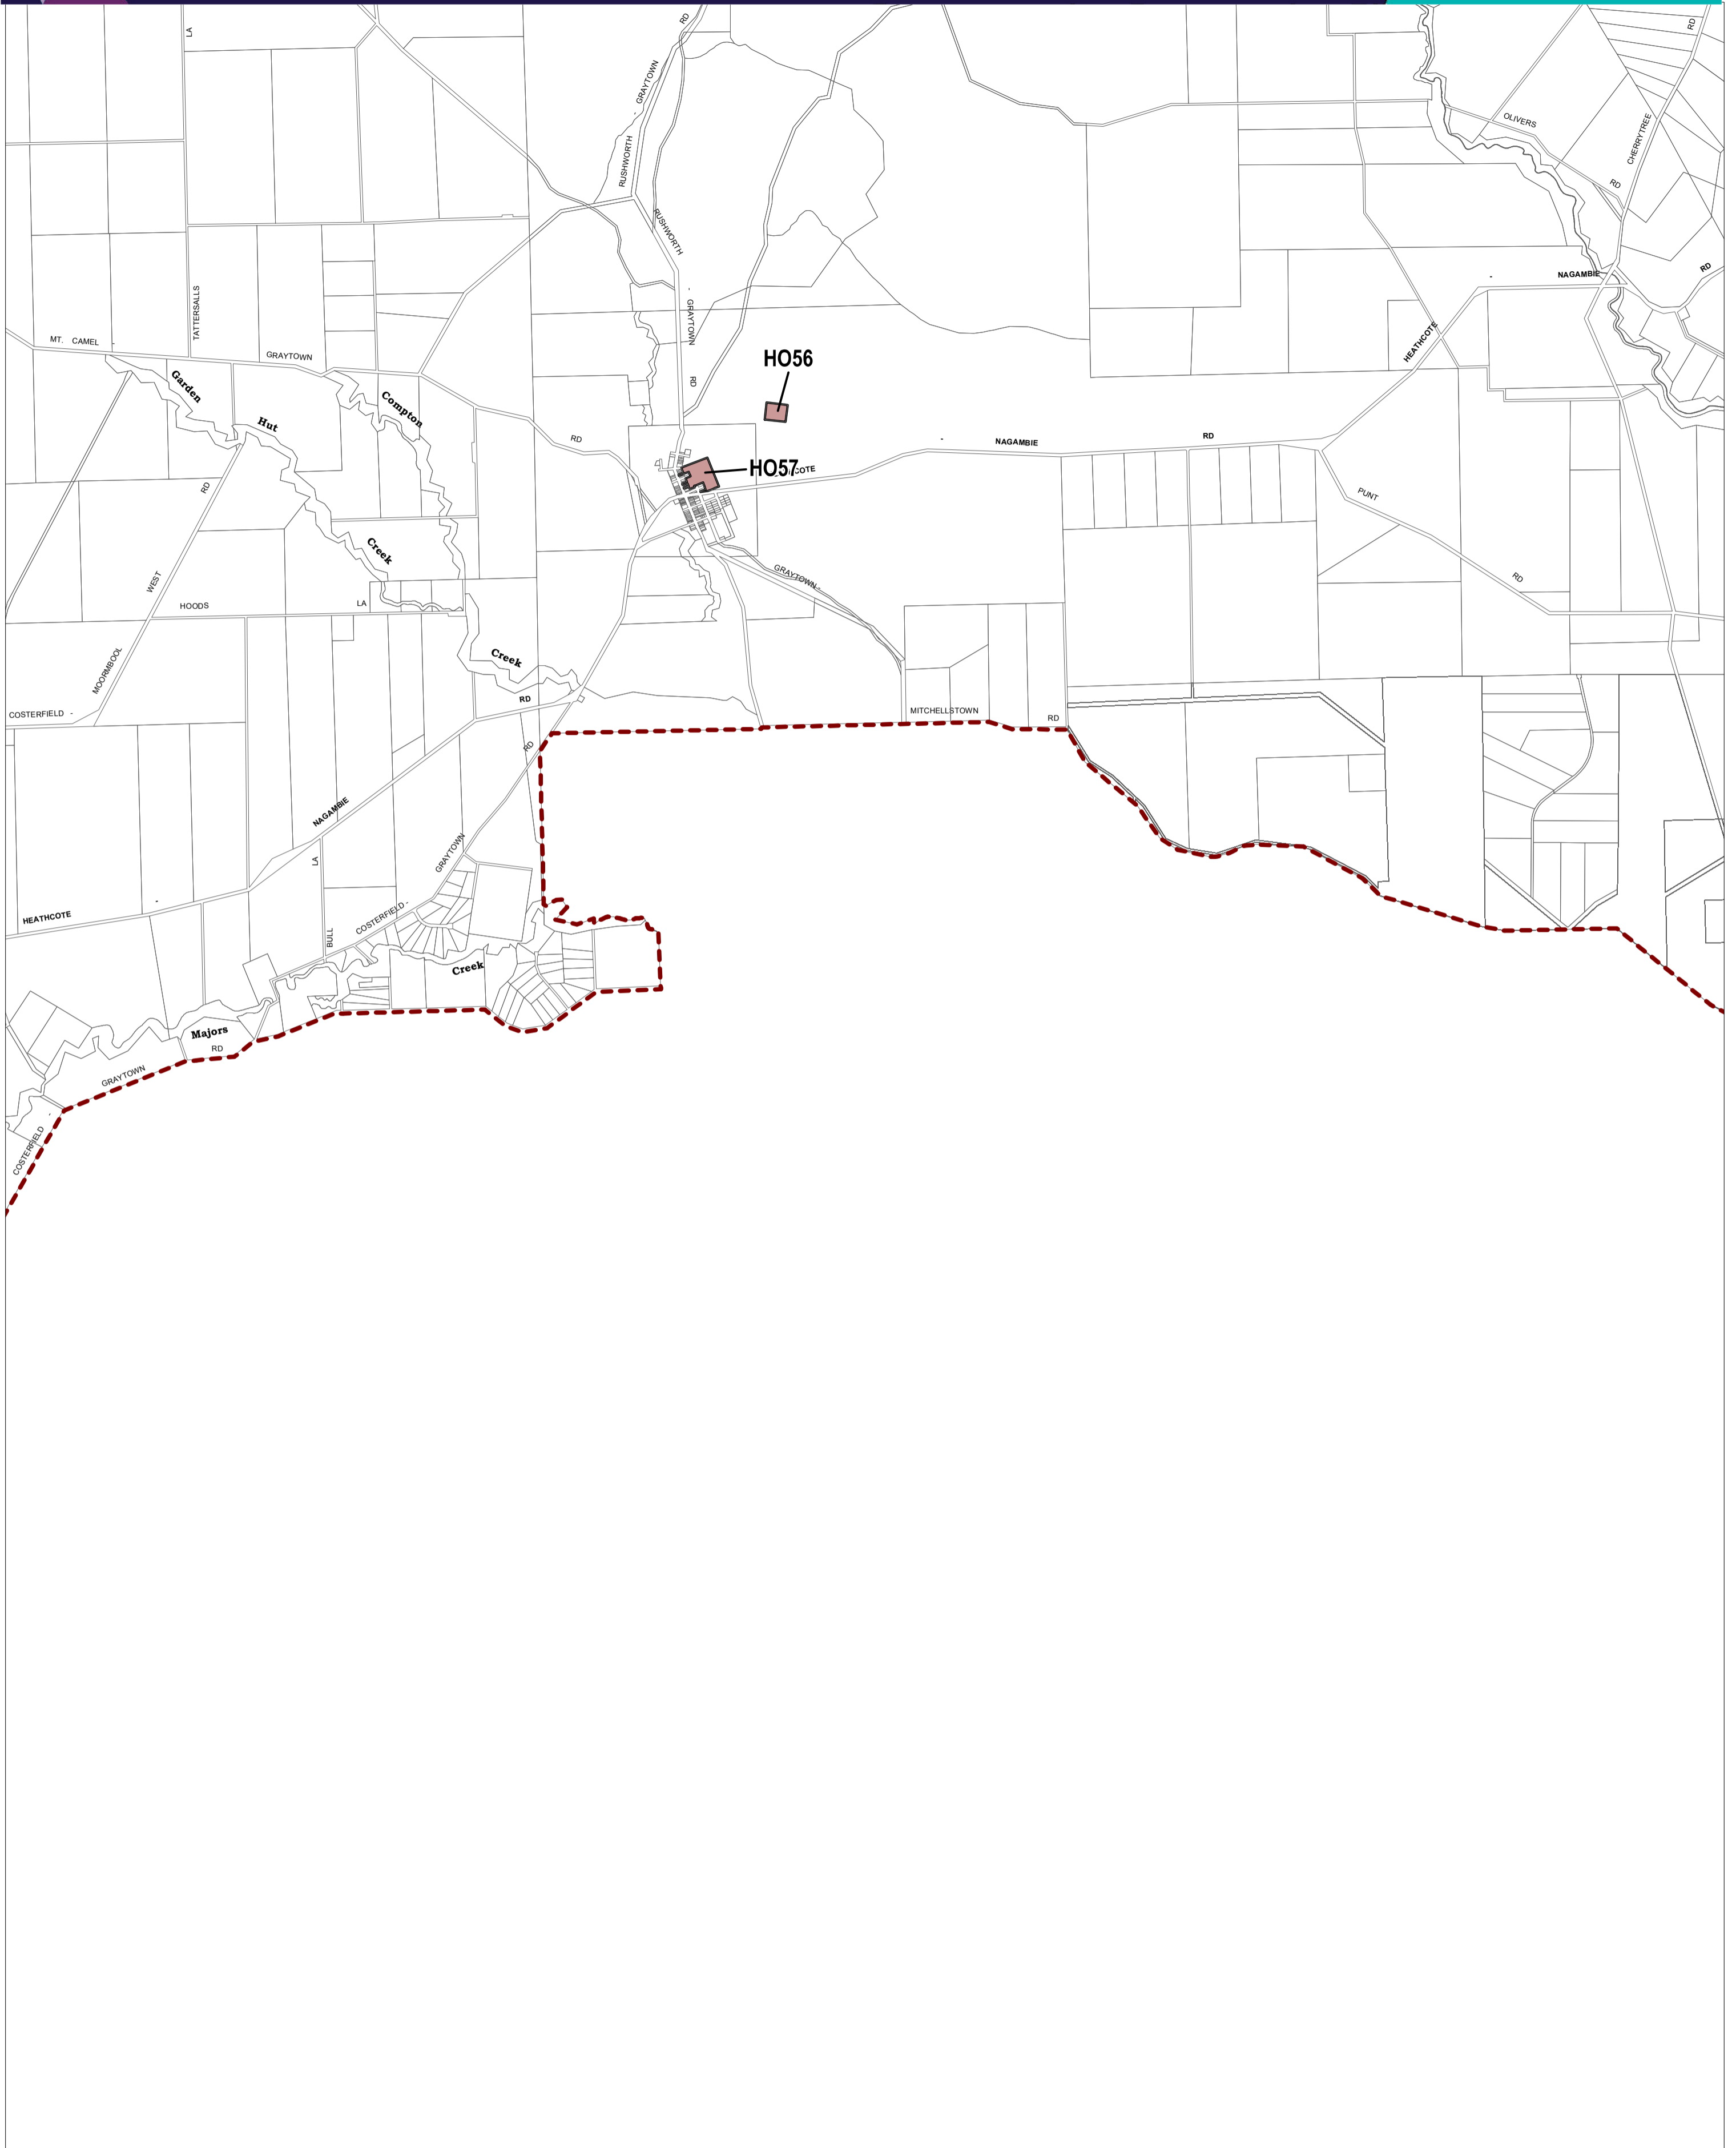 RD
LA
RD
GRAYTOWN
-
RUSHWORTH
OLIVERS
RD
CHERRYTREE
RUSHWORTH
-
GRAYTOWN
RD
NAGAMBIE
-
RD
HEATHCOTE
TATTERSALLS
MT. CAMEL -
GRAYTOWN
RD
HO56
HO57
COTE
-
NAGAMBIE
RD
Garden
Hut
Creek
Compton
Creek
PUNT
RD
RD
WEST
MOORMBOOL
HOODS
LA
GRAYTOWN -
MITCHELLSTOWN
RD
COSTERFIELD -
RD
RD
NAGAMBIE
-
HEATHCOTE
LA
BULL
GRAYTOWN
COSTERFIELD -
Creek
Majors
RD
GRAYTOWN
-
COSTERFIELD